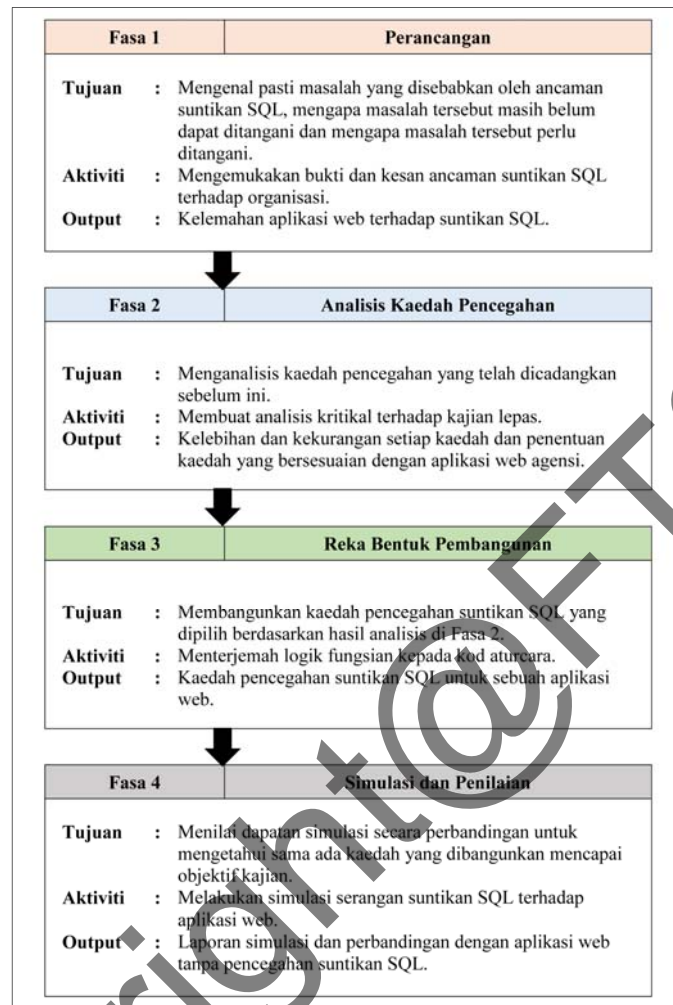 Fasa 1 Perancangan
Tujuan : Mengenal pasti masalah yang disebabkan oleh ancaman
suntikan SQL, mengapa masalah tersebut masih belum
dapat ditangani dan mengapa masalah tersebut perlu
ditangani.
Aktiviti : Mengemukakan bukti dan kesan ancaman suntikan SQL
terhadap organisasi.
Output : Kelemahan aplikasi web terhadap suntikan SQL.
Fasa 2 Analisis Kaedah Pencegahan
Tujuan : Menganalisis kaedah pencegahan yang telah dicadangkan
sebelum ini.
Aktiviti : Membuat analisis kritikal terhadap kajian lepas.
Output : Kelebihan dan kekurangan setiap kaedah dan penentuan
kaedah yang bersesuaian dengan aplikasi web agensi.
Fasa 3 Reka Bentuk Pembangunan
Tujuan : Membangunkan kaedah pencegahan suntikan SQL yang
dipilih berdasarkan hasil analisis di Fasa 2.
Aktiviti : Menterjemah logik fungsian kepada kod aturcara.
Output : Kaedah pencegahan suntikan SQL untuk sebuah aplikasi
web.
Fasa 4 Simulasi dan Penilaian
Tujuan : Menilai dapatan simulasi secara perbandingan untuk
mengetahui sama ada kaedah yang dibangunkan mencapai
objektif kajian.
Aktiviti : Melakukan simulasi serangan suntikan SQL terhadap
aplikasi web.
Output : Laporan simulasi dan perbandingan dengan aplikasi web
tanpa pencegahan suntikan SQL.
right@FT